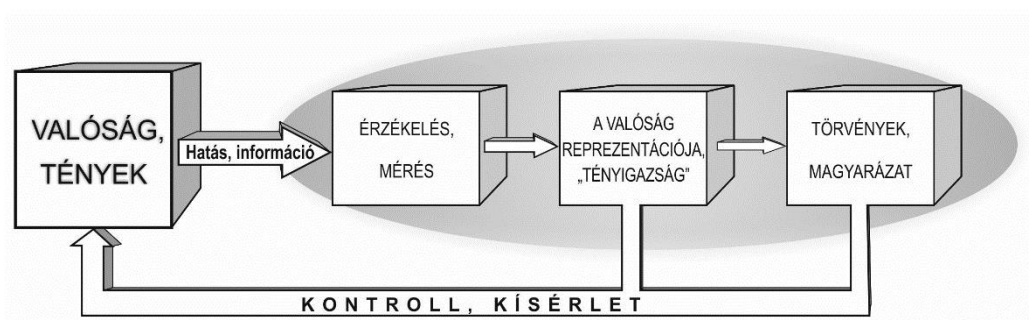 VALÓSÁG,
TÉNYEK
Hatás, információ
ÉRZÉKELÉS,
MÉRÉS
A VALÓSÁG
REPREZENTÁCIÓJA,
„TÉNYIGAZSÁG”
TÖRVÉNYEK,
MAGYARÁZAT
KONTROLL, KÍSÉRLET